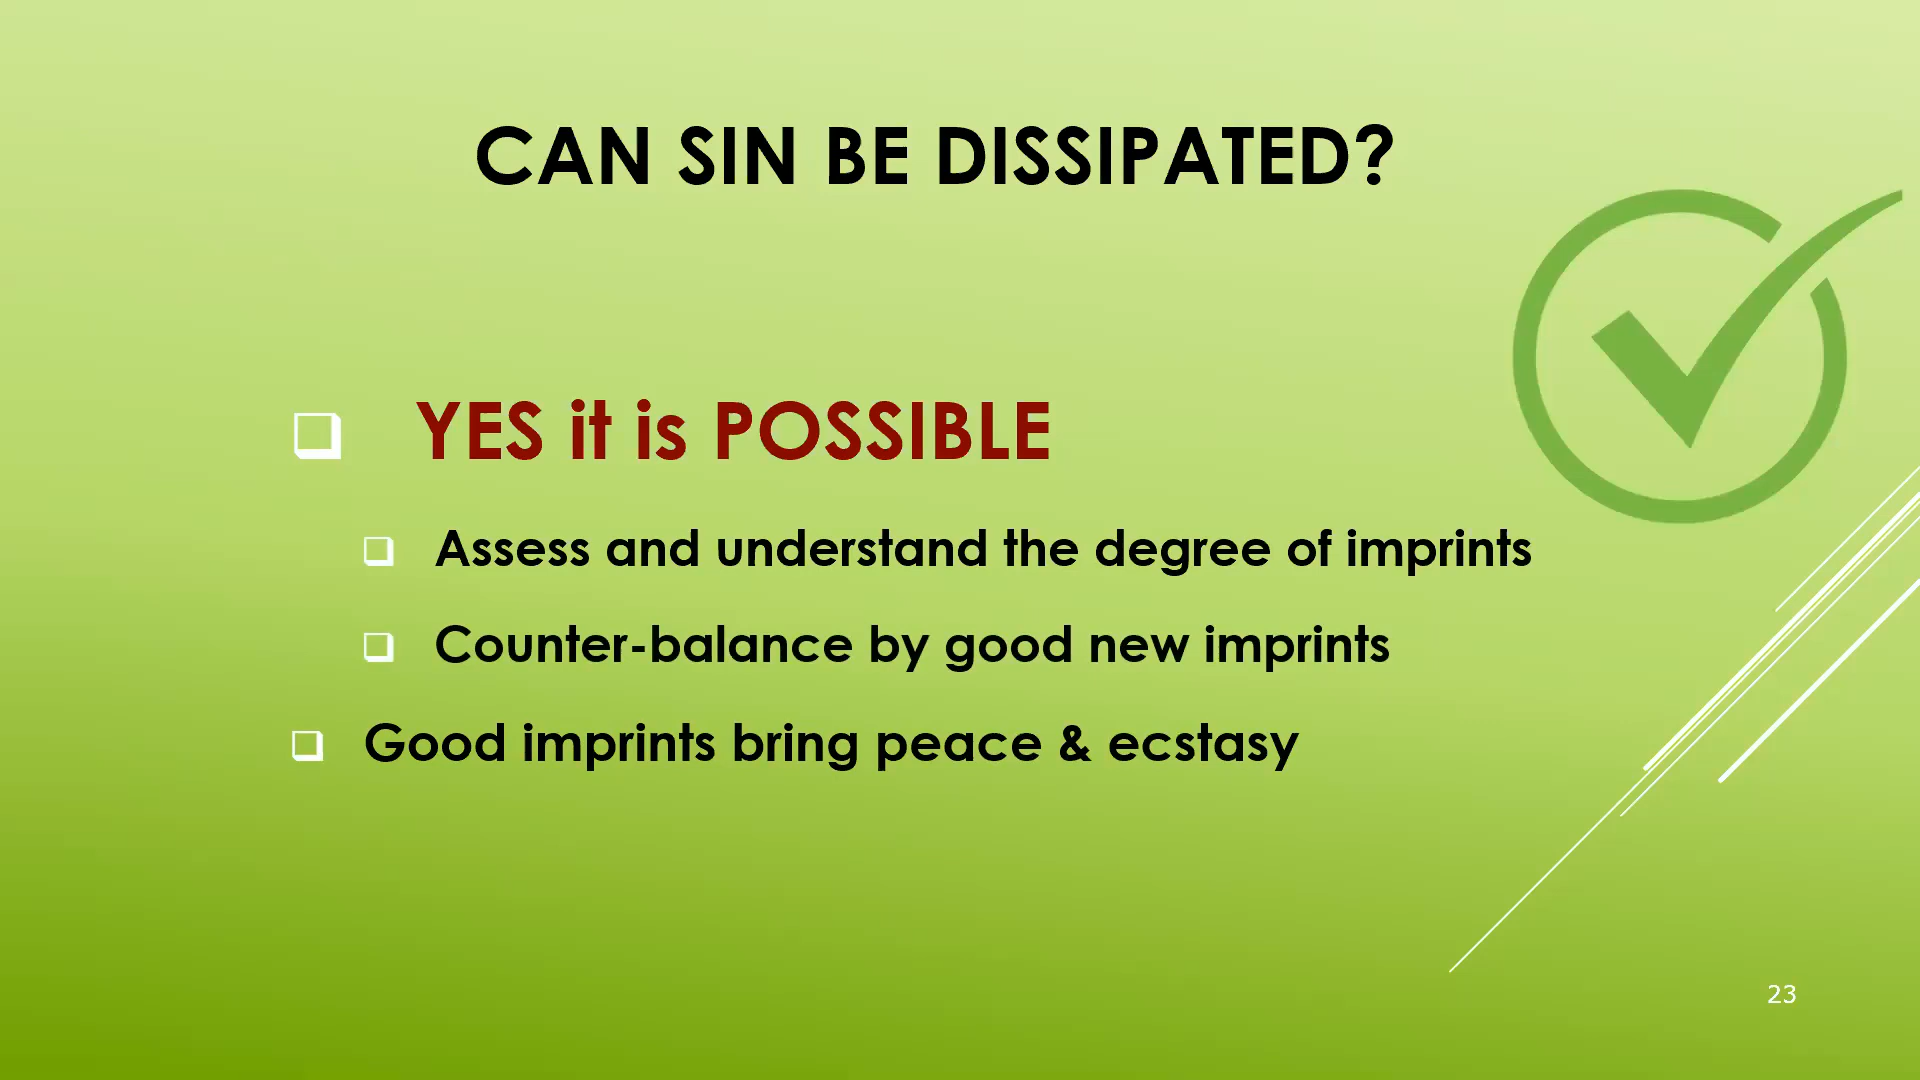 CAN SIN BE DISSIPATED?
YES it is POSSIBLE
Assess and understand the degree of imprints
Counter-balance by good new imprints
Good imprints bring peace & ecstasy
23